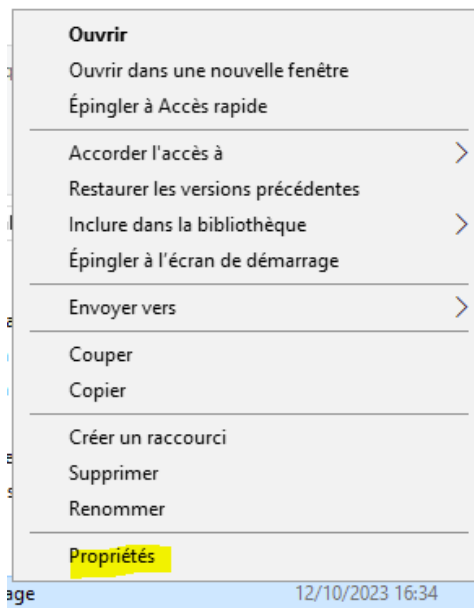 Ouvrir
Ouvrir dans une nouvelle fenêtre
Épingler à Accès rapide
Accorder l'accès à
Restaurer les versions précédentes
Inclure dans la bibliothèque
Épingler à l'écran de démarrage
Envoyer vers
Couper
Copier
Créer un raccourci
Supprimer
Renommer
Propriétés
age 12/10/2023 16:34